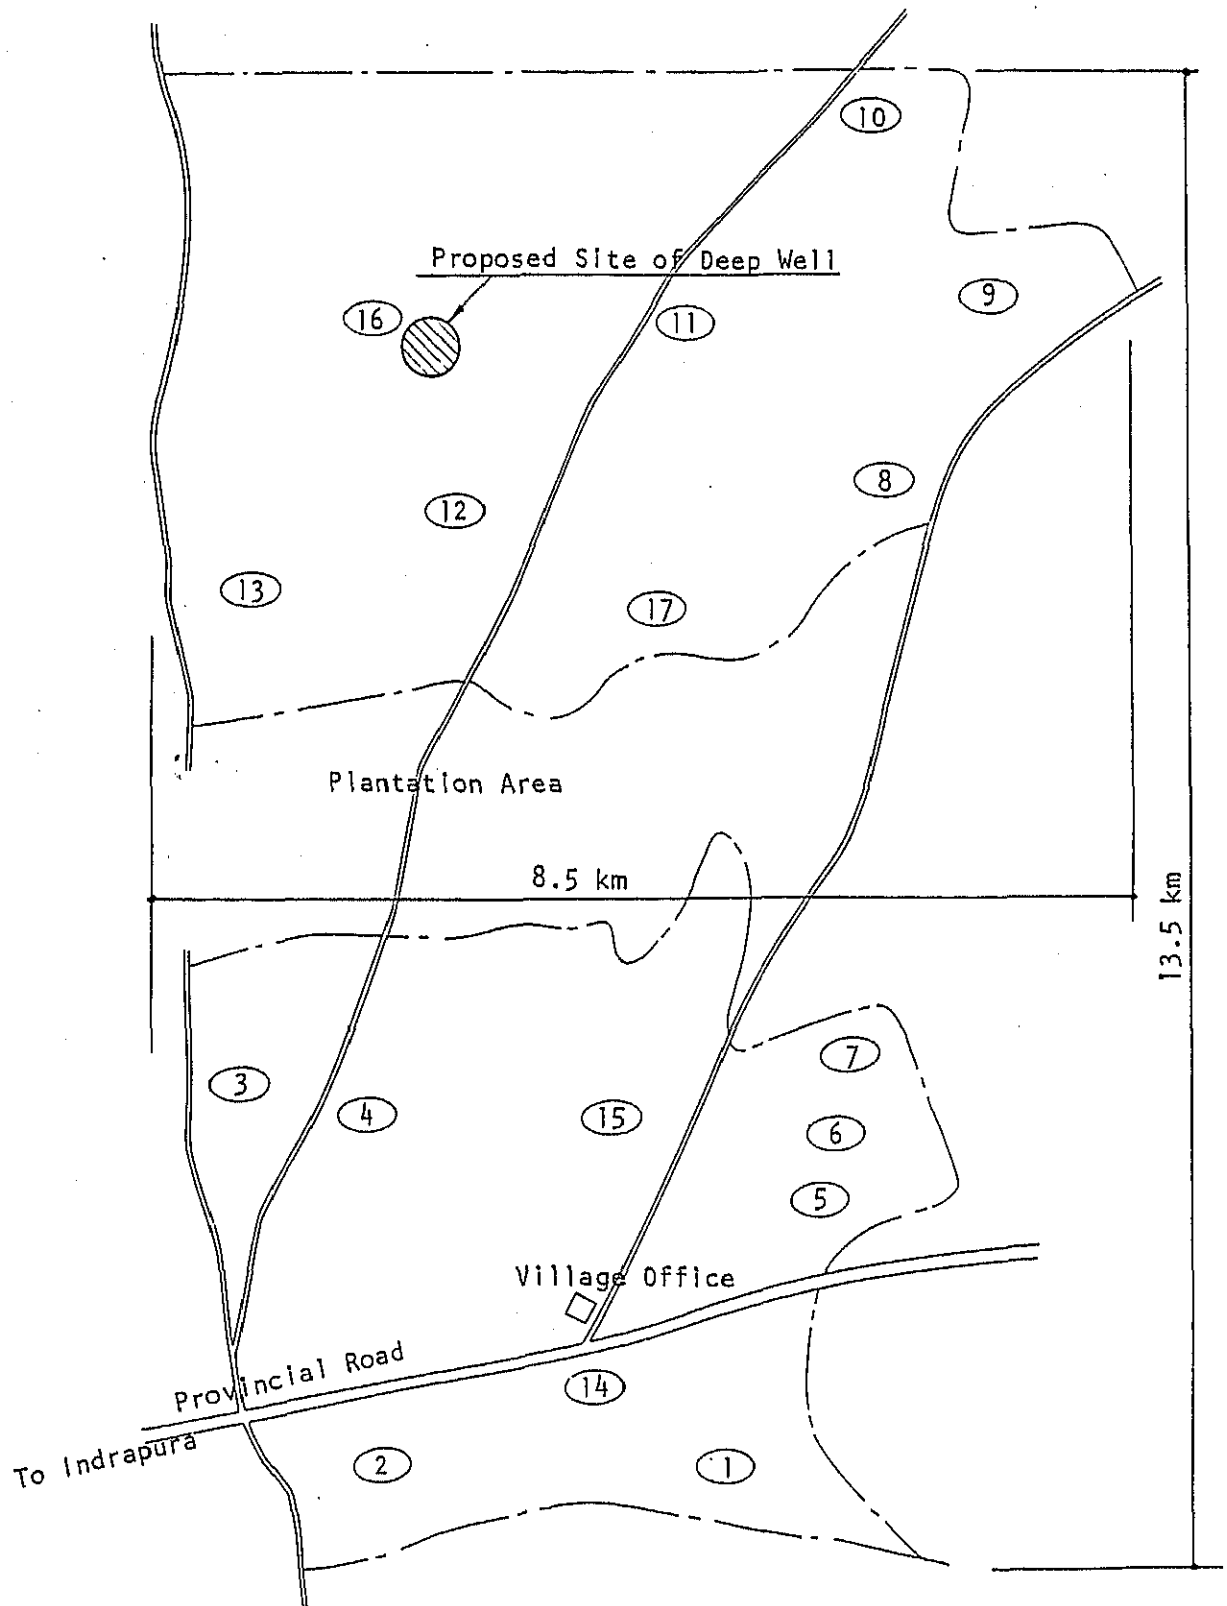 10
Proposed Site of Deep Well
9
16
11
8
12
13
17
Plantation Area
8.5 km
13.5 km
7
3
4
15
6
5
Village Office
Provincial Road
14
To Indrapura
2
1